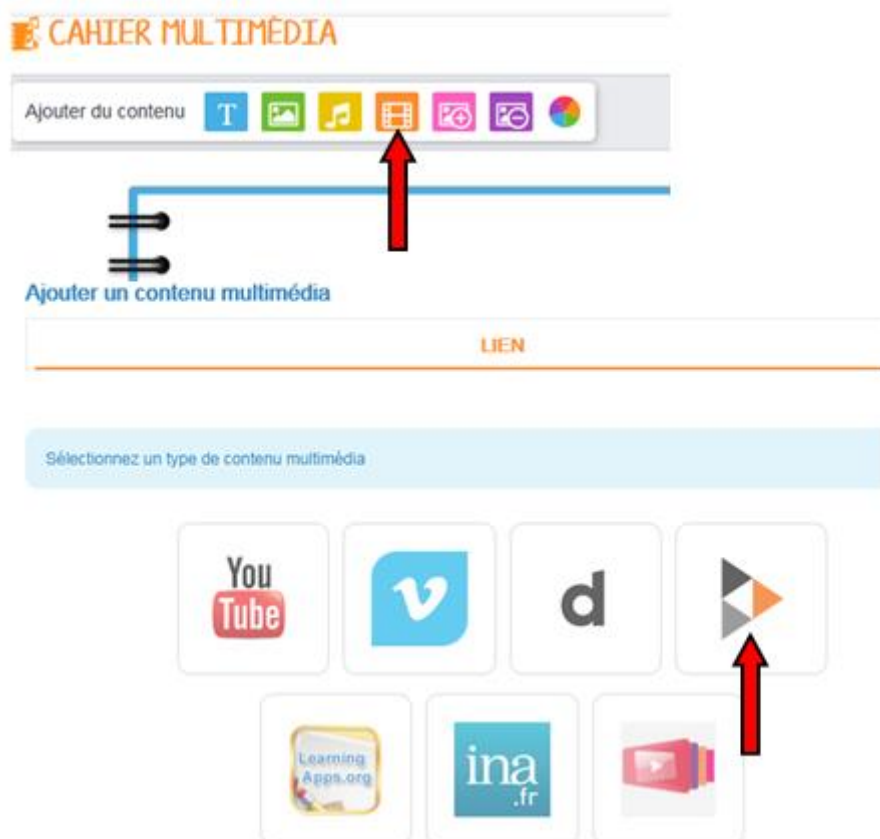 CAHIER MULTIMÉDIA
Ajouter du contenu T
Ajouter un contenu multimédia
LIEN
Sélectionnez un type de contenu multimédia
You
Tube
v
d
Learning
Apps.org
ina
.fr